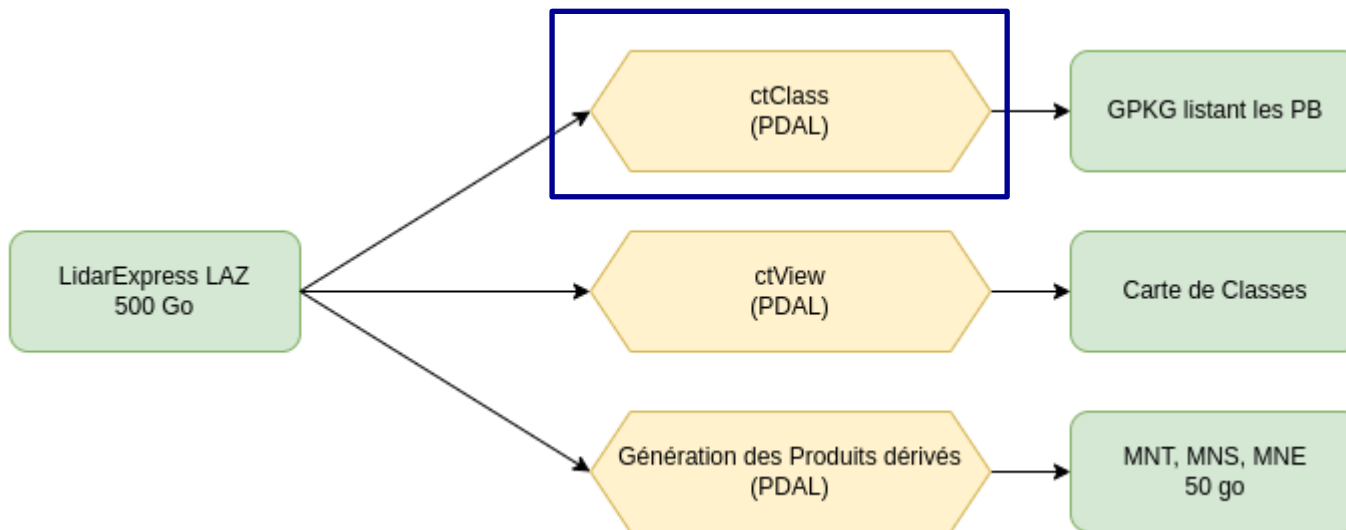 ctClass
(PDAL)
GPKG listant les PB
LidarExpress LAZ
500 Go
ctView
(PDAL)
Carte de Classes
Génération des Produits dérivés
(PDAL)
MNT, MNS, MNE
50 go